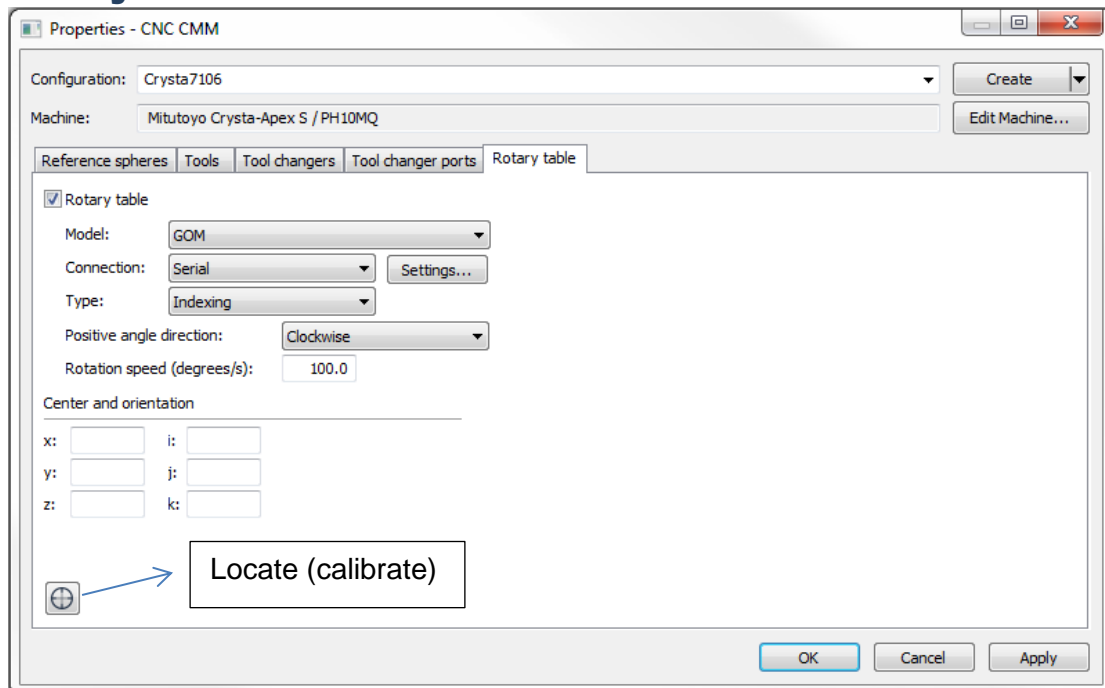 Properties - CNC CMM
Configuration: Crysta7106 Create
Machine: Mitutoyo Crysta-Apex S / PH10MQ Edit Machine...
Reference spheres Tools Tool changers Tool changer ports Rotary table
Rotary table
Model: GOM
Connection: Serial Settings...
Type: Indexing
Positive angle direction: Clockwise
Rotation speed (degrees/s): 100.0
Center and orientation
x: i:
y: j:
z: k:
Locate (calibrate)
OK Cancel Apply